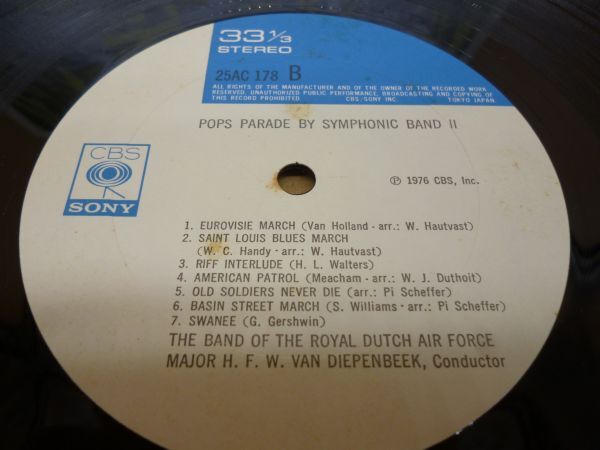 33 1/3
STEREO
25AC 178 B
ALL RIGHTS OF THE MANUFACTURER AND OF THE OWNER OF THE RECORDED WORK
RESERVED. UNAUTHORIZED PUBLIC PERFORMANCE, BROADCASTING AND COPYING OF
THIS RECORD PROHIBITED CBS/SONY INC. TOKYO JAPAN.
POPS PARADE BY SYMPHONIC BAND II
CBS
SONY
Ⓟ 1976 CBS, Inc.
1. EUROVISIE MARCH (Van Holland - arr.: W. Hautvast)
2. SAINT LOUIS BLUES MARCH
(W. C. Handy - arr.: W. Hautvast)
3. RIFF INTERLUDE (H. L. Walters)
4. AMERICAN PATROL (Meacham - arr.: W. J. Duthoit)
5. OLD SOLDIERS NEVER DIE (arr.: Pi Scheffer)
6. BASIN STREET MARCH (S. Williams - arr.: Pi Scheffer)
7. SWANEE (G. Gershwin)
THE BAND OF THE ROYAL DUTCH AIR FORCE
MAJOR H. F. W. VAN DIEPENBEEK, Conductor